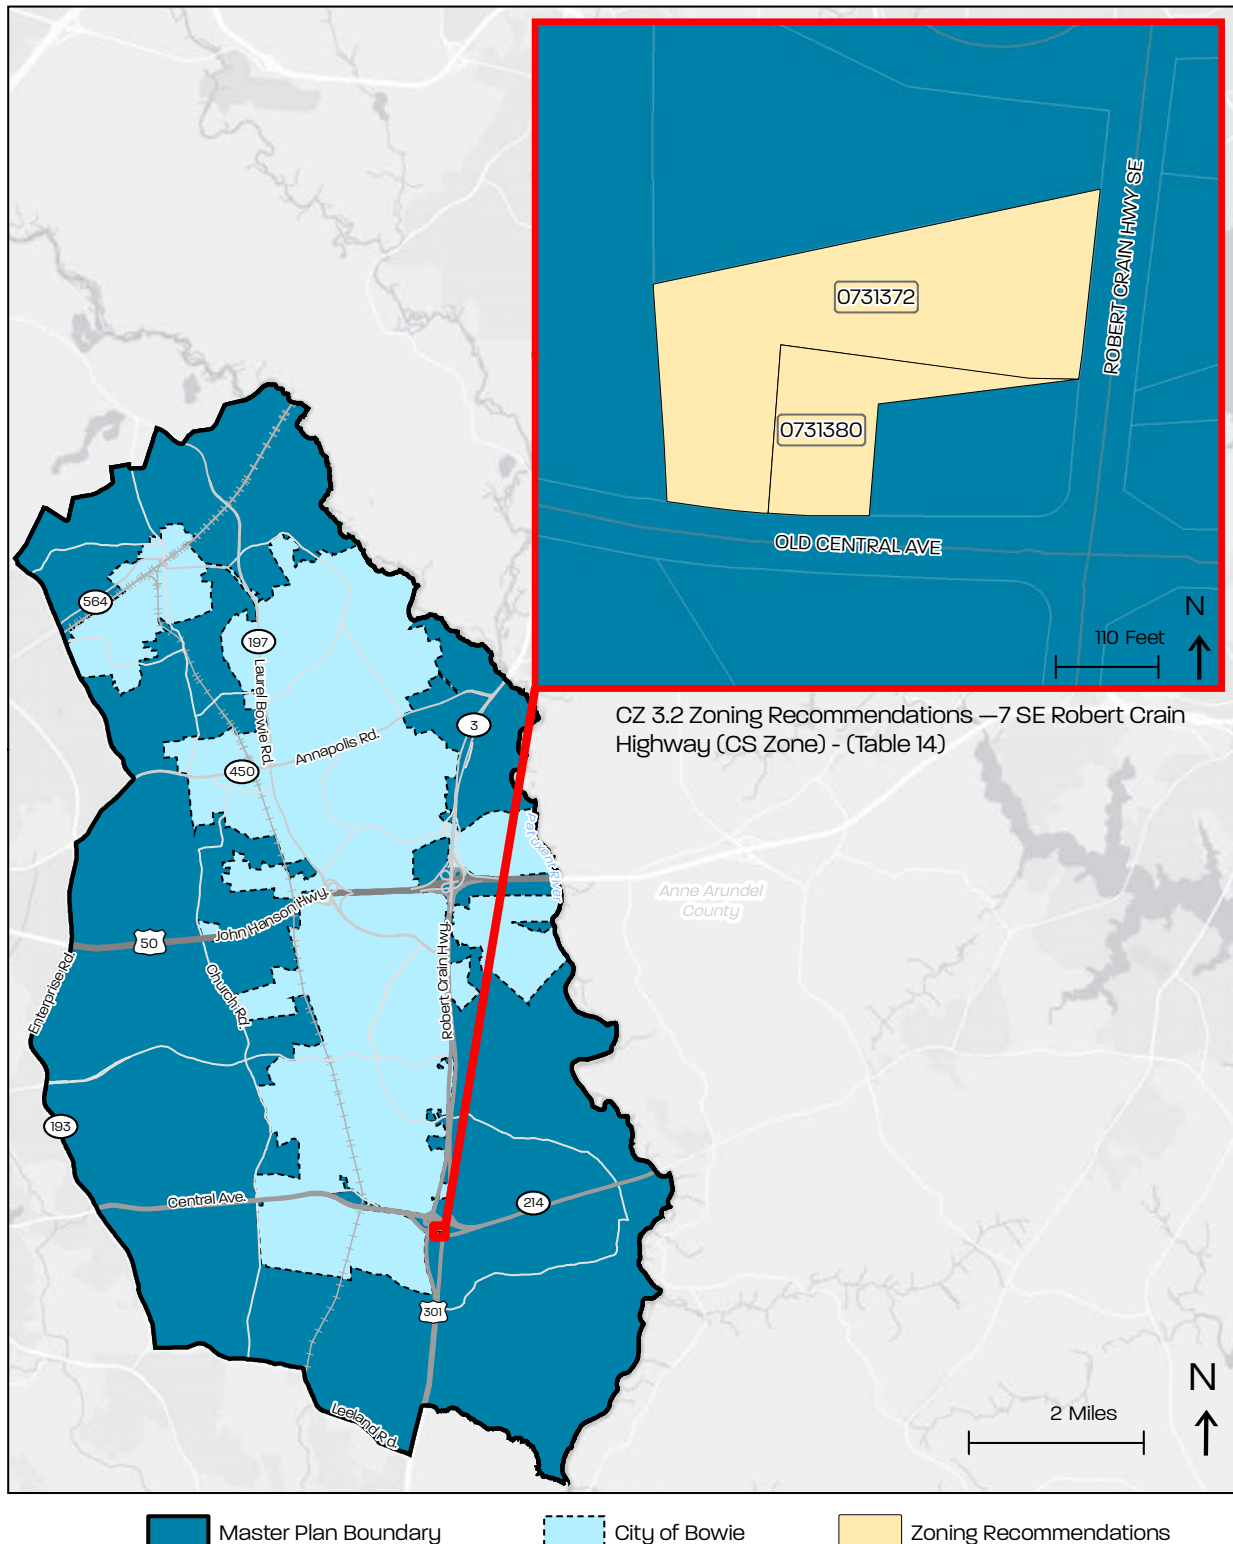 0731372
0731380
ROBERT CRAIN HWY SE
OLD CENTRAL AVE
N
110 Feet
CZ 3.2 Zoning Recommendations —7 SE Robert Crain
Highway (CS Zone) - (Table 14)
564
197
Laurel Bowie Rd.
3
Annapolis Rd.
450
Patuxent River
Anne Arundel
County
John Hanson Hwy.
50
Robert Crain Hwy.
Church Rd.
Enterprise Rd.
193
Central Ave.
214
301
Leeland Rd.
N
2 Miles
Master Plan Boundary
City of Bowie
Zoning Recommendations